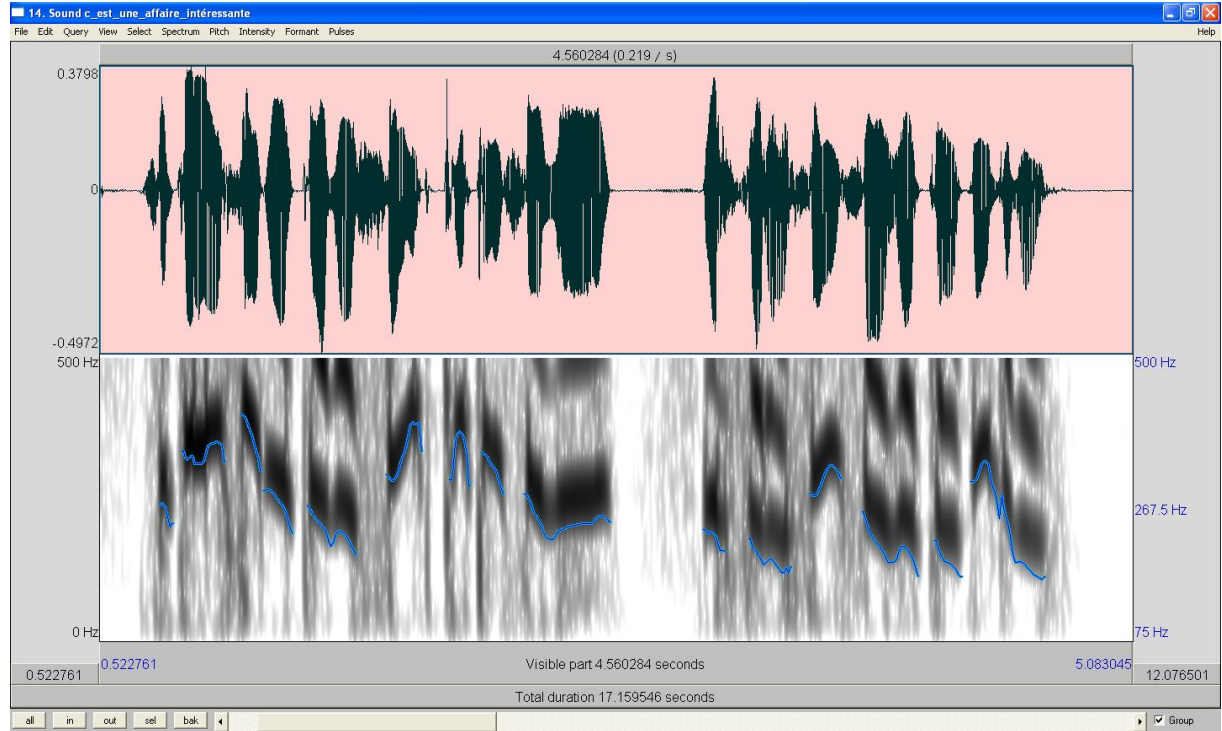 14. Sound c_est_une_affaire_intéressante
File Edit Query View Select Spectrum Pitch Intensity Formant Pulses Help
4.560284 (0.219 / s)
0.3798
0
-0.4972
500 Hz 500 Hz
267.5 Hz
0 Hz 75 Hz
0.522761 0.522761 Visible part 4.560284 seconds 5.083045 12.076501
Total duration 17.159546 seconds
all in out sel bak Group